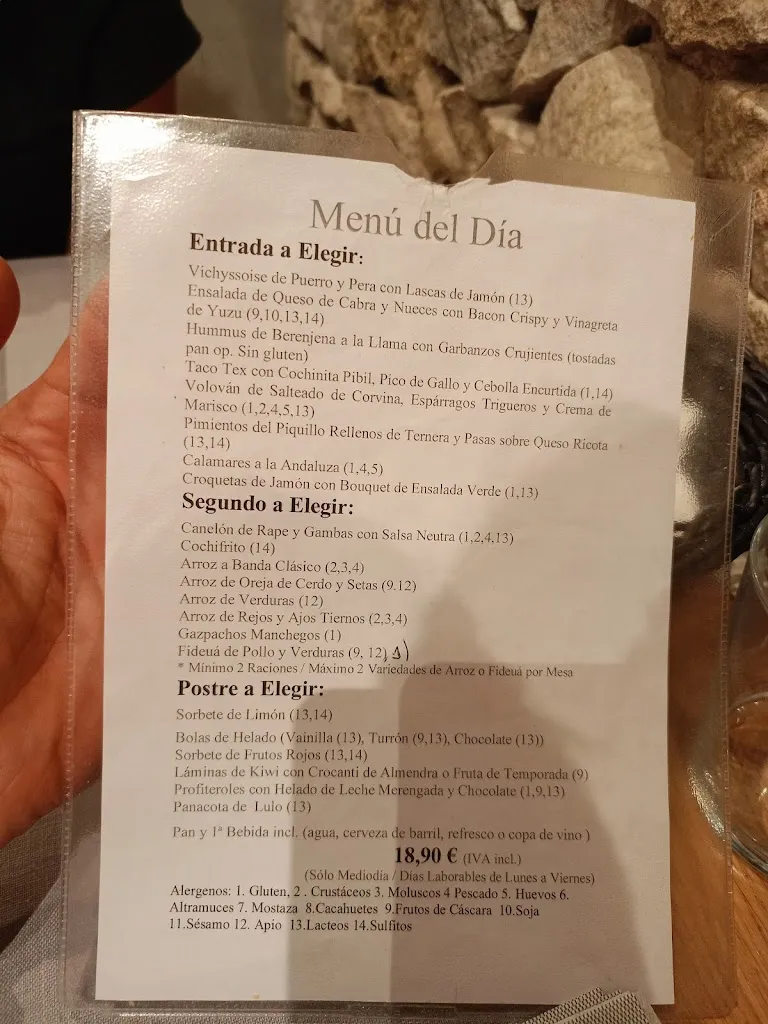 Menú del Día
Entrada a Elegir:
Vichyssoise de Puerro y Pera con Lascas de Jamón (13)
Ensalada de Queso de Cabra y Nueces con Bacon Crispy y Vinagreta
de Yuzu (9,10,13,14)
Hummus de Berenjena a la Llama con Garbanzos Crujientes (tostadas
pan op. Sin gluten)
Taco Tex con Cochinita Pibil, Pico de Gallo y Cebolla Encurtida (1,14)
Volován de Salteado de Corvina, Espárragos Trigueros y Crema de
Marisco (1,2,4,5,13)
Pimientos del Piquillo Rellenos de Ternera y Pasas sobre Queso Ricota
(13,14)
Calamares a la Andaluza (1,4,5)
Croquetas de Jamón con Bouquet de Ensalada Verde (1,13)
Segundo a Elegir:
Canelón de Rape y Gambas con Salsa Neutra (1,2,4,13)
Cochifrito (14)
Arroz a Banda Clásico (2,3,4)
Arroz de Oreja de Cerdo y Setas (9.12)
Arroz de Verduras (12)
Arroz de Rejos y Ajos Tiernos (2,3,4)
Gazpachos Manchegos (1)
Fideuá de Pollo y Verduras (9, 12), 1)
* Mínimo 2 Raciones / Máximo 2 Variedades de Arroz o Fideuá por Mesa
Postre a Elegir:
Sorbete de Limón (13,14)
Bolas de Helado (Vainilla (13), Turrón (9,13), Chocolate (13))
Sorbete de Frutos Rojos (13,14)
Láminas de Kiwi con Crocanti de Almendra o Fruta de Temporada (9)
Profiteroles con Helado de Leche Merengada y Chocolate (1,9,13)
Panacota de Lulo (13)
Pan y 1ª Bebida incl. (agua, cerveza de barril, refresco o copa de vino )
18,90 € (IVA incl.)
(Sólo Mediodia / Días Laborables de Lunes a Viernes)
Alergenos: 1. Gluten, 2 . Crustáceos 3. Moluscos 4 Pescado 5. Huevos 6.
Altramuces 7. Mostaza 8.Cacahuetes 9.Frutos de Cáscara 10.Soja
11.Sésamo 12. Apio 13.Lacteos 14.Sulfitos